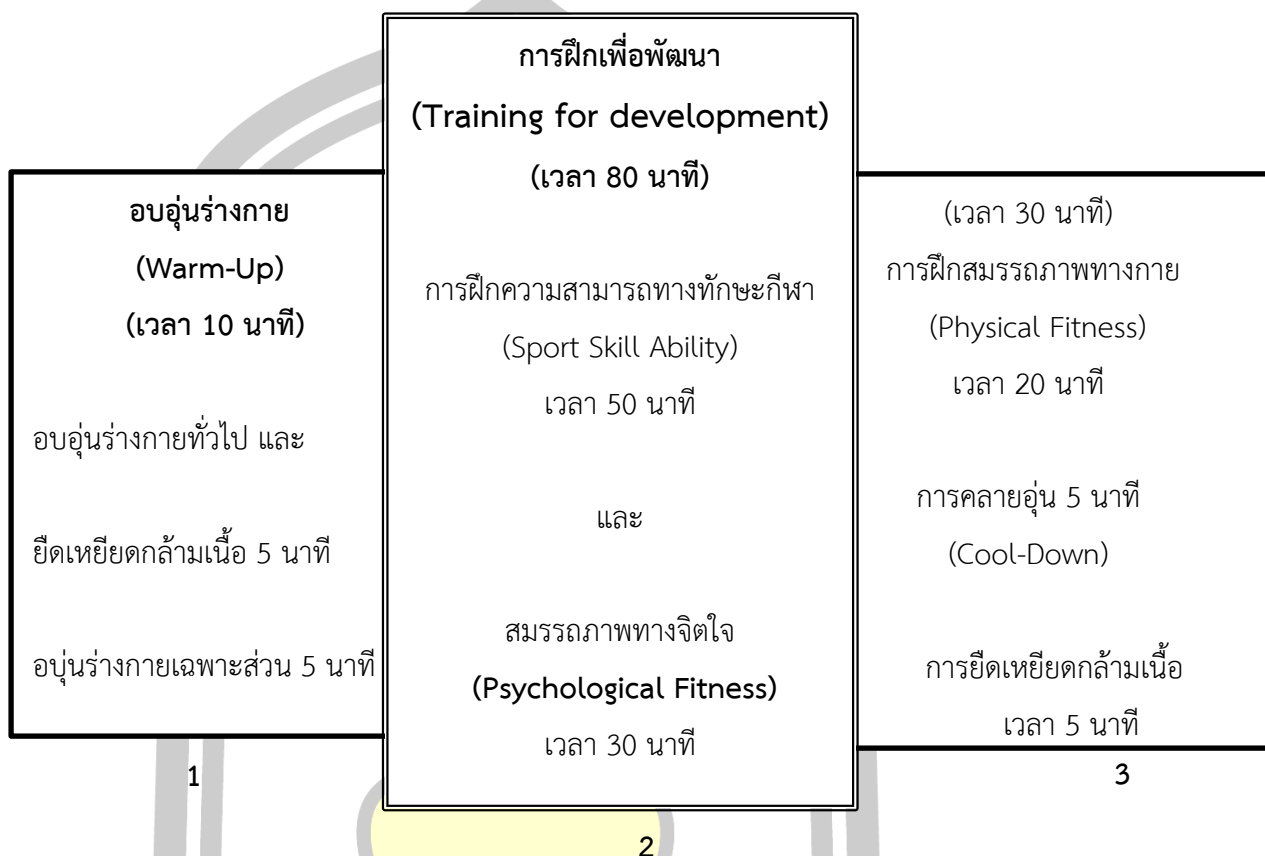 อบอุ่นร่างกาย
(Warm-Up)
(เวลา 10 นาที)
อบอุ่นร่างกายทั่วไป และ
ยืดเหยียดกล้ามเนื้อ 5 นาที
อบุ่นร่างกายเฉพาะส่วน 5 นาที
1
การฝึกเพื่อพัฒนา
(Training for development)
(เวลา 80 นาที)
การฝึกความสามารถทางทักษะกีฬา
(Sport Skill Ability)
เวลา 50 นาที
และ
สมรรถภาพทางจิตใจ
(Psychological Fitness)
เวลา 30 นาที
2
(เวลา 30 นาที)
การฝึกสมรรถภาพทางกาย
(Physical Fitness)
เวลา 20 นาที
การคลายอุ่น 5 นาที
(Cool-Down)
การยืดเหยียดกล้ามเนื้อ
เวลา 5 นาที
3